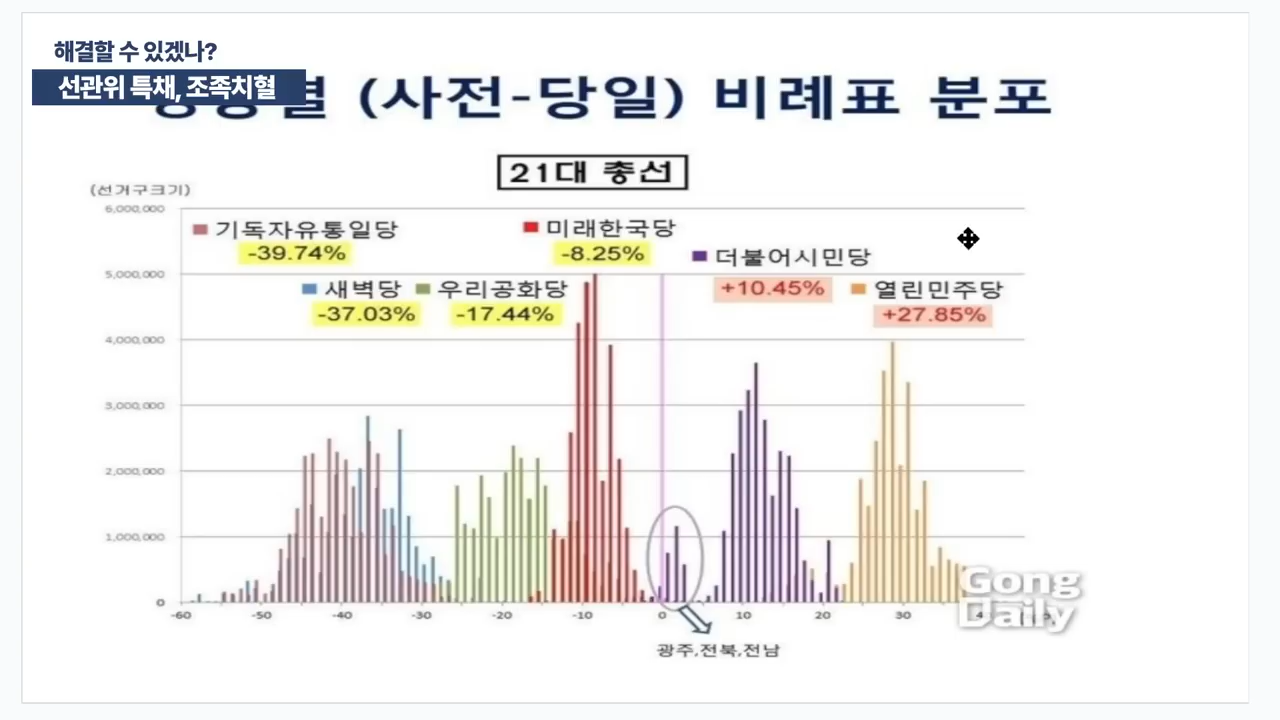 해결할 수 있겠나?
선관위 특채, 조족치혈
(사전-당일) 비례표 분포
21대 총선
(선거구크기)
6,000,000
기독자유통일당
-39.74%
미래한국당
-8.25%
더불어시민당
+10.45%
5,000,000
새벽당
-37.03%
우리공화당
-17.44%
열린민주당
+27.85%
4,000,000
3,000,000
2,000,000
1,000,000
0
-60 -50 -40 -30 -20 -10 0 10 20 30
광주,전북,전남
Gong
Daily